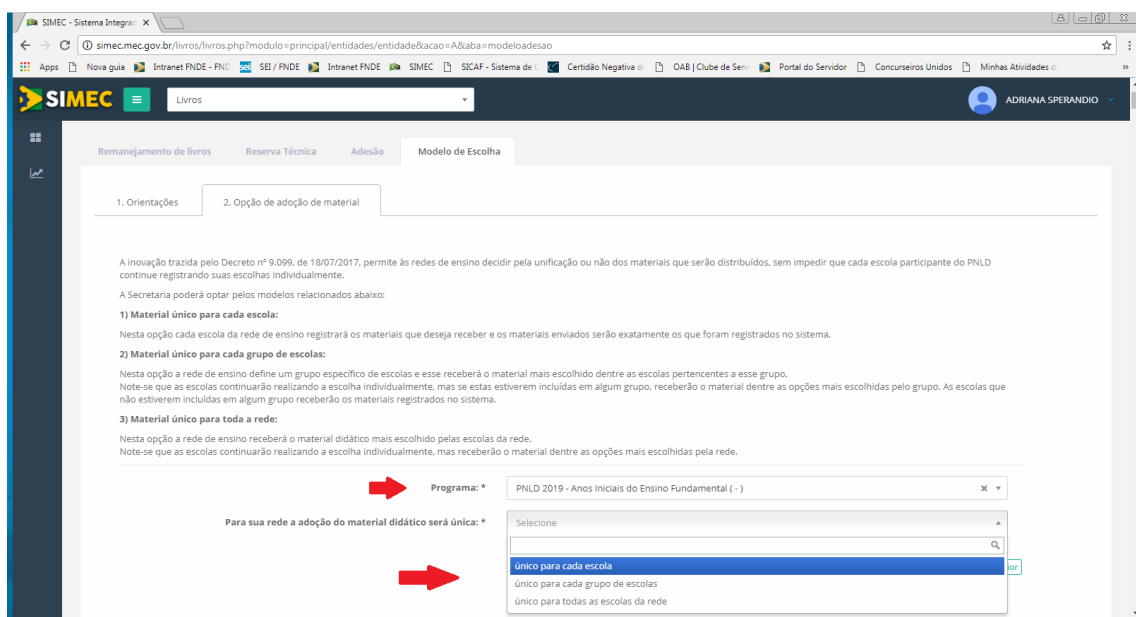 SIMEC - Sistema Integrad
simec.mec.gov.br/livros/livros.php?modulo=principal/entidades/entidade&acao=A&aba=modeloadesao
Apps Nova guia Intranet FNDE - FND SEI / FNDE Intranet FNDE SIMEC SICAF - Sistema de C Certidão Negativa d OAB | Clube de Serv Portal do Servidor Concurseiros Unidos Minhas Atividades d »
SIMEC Livros ADRIANA SPERANDIO
Remanejamento de livros Reserva Técnica Adesão Modelo de Escolha
1. Orientações 2. Opção de adoção de material
A inovação trazida pelo Decreto nº 9.099, de 18/07/2017, permite às redes de ensino decidir pela unificação ou não dos materiais que serão distribuídos, sem impedir que cada escola participante do PNLD
continue registrando suas escolhas individualmente.
A Secretaria poderá optar pelos modelos relacionados abaixo:
1) Material único para cada escola:
Nesta opção cada escola da rede de ensino registrará os materiais que deseja receber e os materiais enviados serão exatamente os que foram registrados no sistema.
2) Material único para cada grupo de escolas:
Nesta opção a rede de ensino define um grupo específico de escolas e esse receberá o material mais escolhido dentre as escolas pertencentes a esse grupo.
Note-se que as escolas continuarão realizando a escolha individualmente, mas se estas estiverem incluídas em algum grupo, receberão o material dentre as opções mais escolhidas pelo grupo. As escolas que
não estiverem incluídas em algum grupo receberão os materiais registrados no sistema.
3) Material único para toda a rede:
Nesta opção a rede de ensino receberá o material didático mais escolhido pelas escolas da rede.
Note-se que as escolas continuarão realizando a escolha individualmente, mas receberão o material dentre as opções mais escolhidas pela rede.
Programa: * PNLD 2019 - Anos Iniciais do Ensino Fundamental ( - )
Para sua rede a adoção do material didático será única: * Selecione
único para cada escola ior
único para cada grupo de escolas
único para todas as escolas da rede